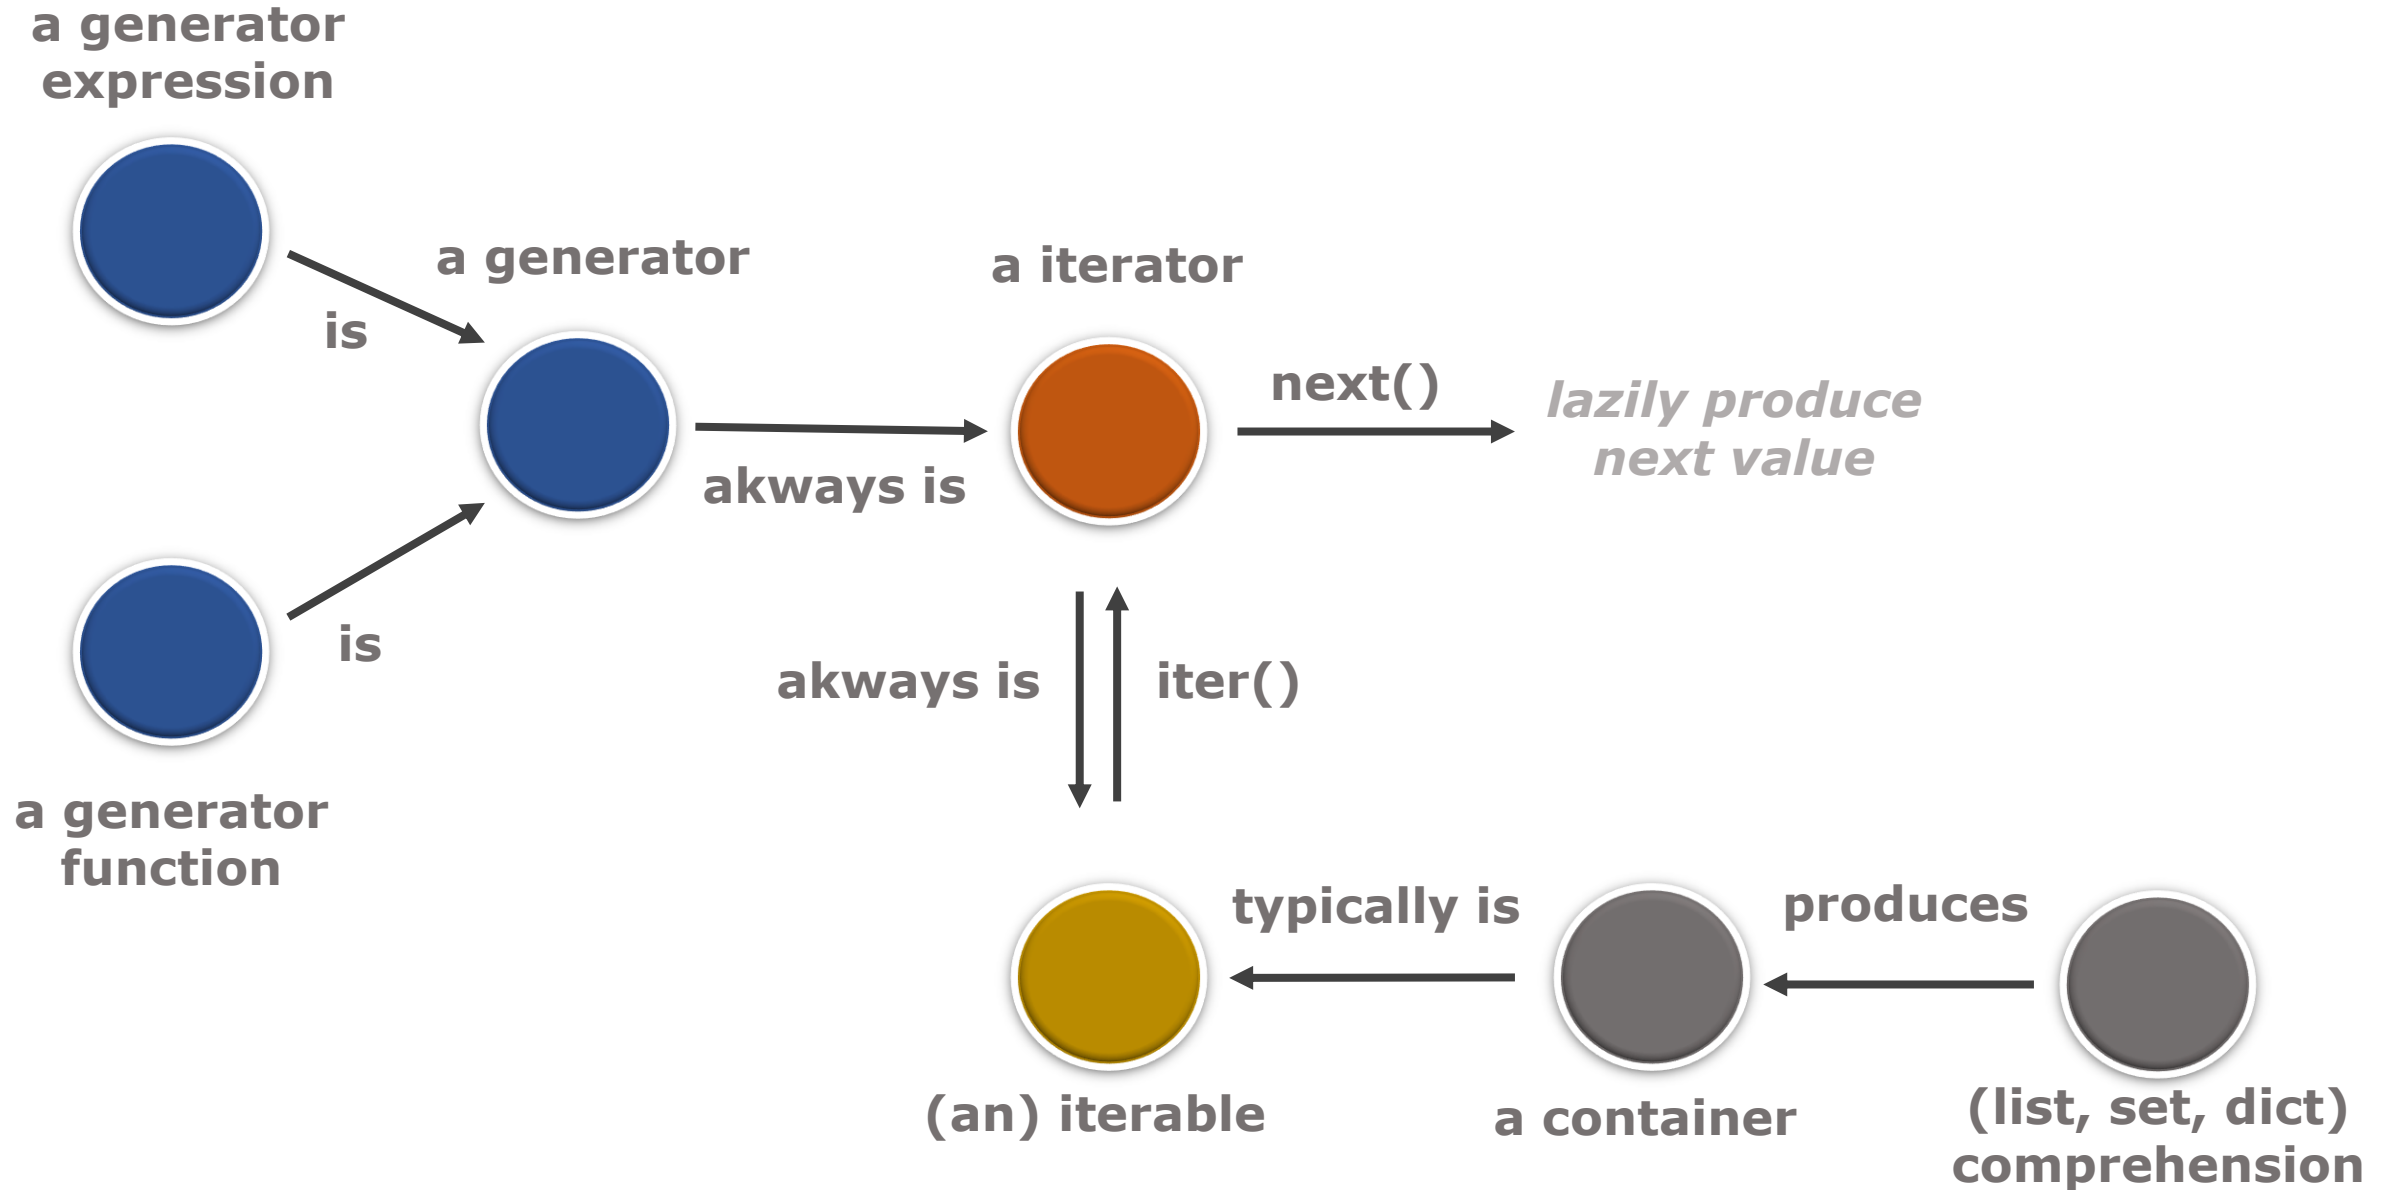 a generator
expression
is
a generator
a iterator
akways is
next()
lazily produce
next value
is
a generator
function
akways is
iter()
typically is
produces
(an) iterable
a container
(list, set, dict)
comprehension